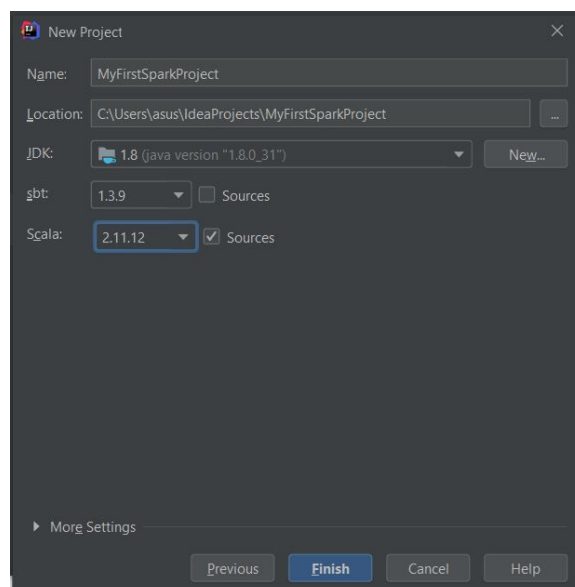 New Project
Name: MyFirstSparkProject
Location: C:\Users\asus\IdeaProjects\MyFirstSparkProject ...
JDK: 1.8 (java version "1.8.0_31") New...
sbt: 1.3.9 Sources
Scala: 2.11.12 Sources
More Settings
Previous Finish Cancel Help